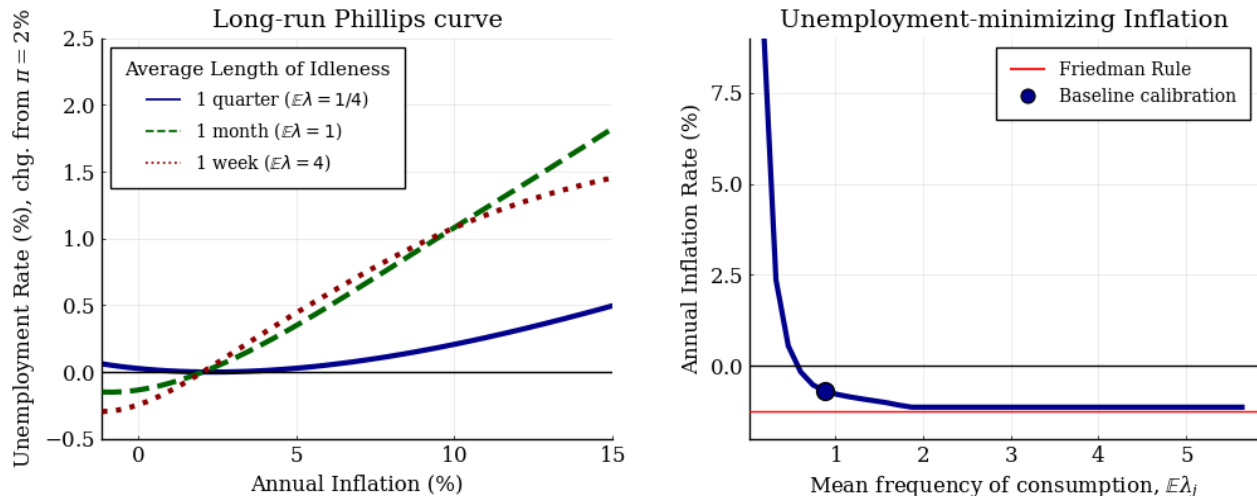 Long-run Phillips curve
Unemployment Rate (%), chg. from π = 2%
2.5
2.0
1.5
1.0
0.5
0.0
−0.5
Average Length of Idleness
1 quarter (𝔼λ = 1/4)
1 month (𝔼λ = 1)
1 week (𝔼λ = 4)
0
5
10
15
Annual Inflation (%)
Unemployment-minimizing Inflation
Annual Inflation Rate (%)
7.5
5.0
2.5
0.0
Friedman Rule
Baseline calibration
1
2
3
4
5
Mean frequency of consumption, 𝔼λⱼ